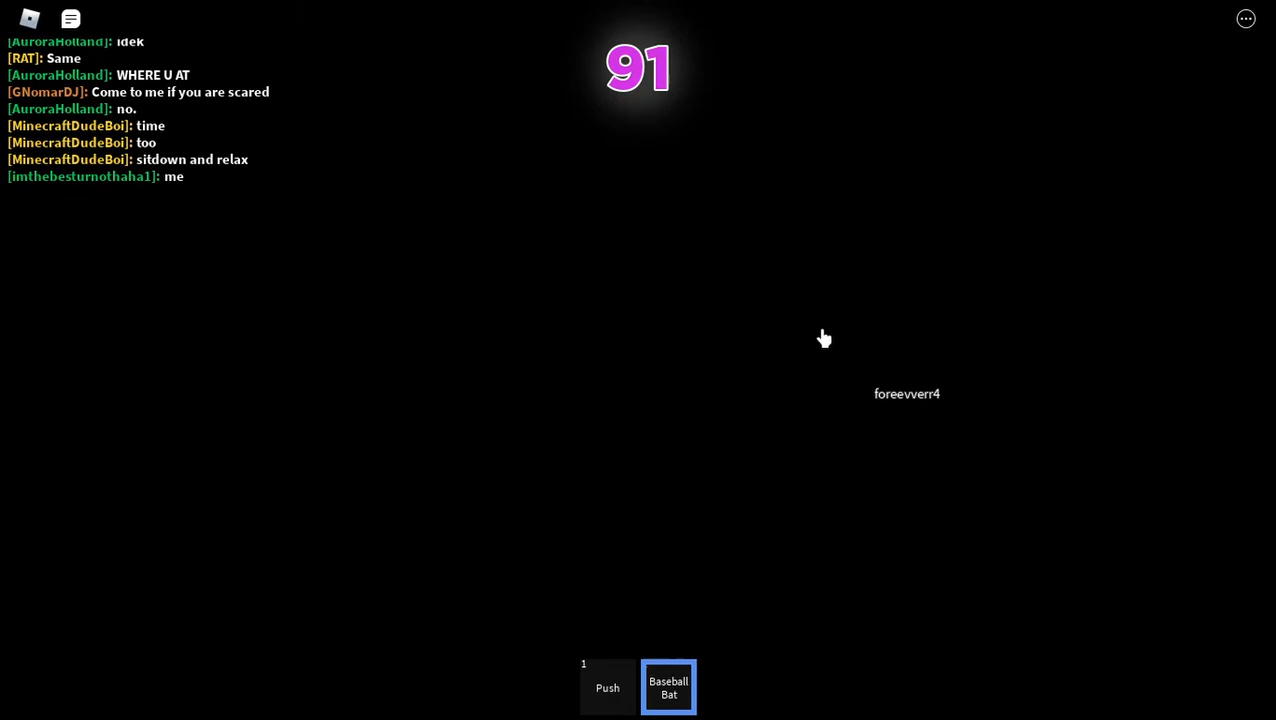 [AuroraHolland]: idek
[RAT]: Same
[AuroraHolland]: WHERE U AT
[GNomarDJ]: Come to me if you are scared
[AuroraHolland]: no.
[MinecraftDudeBoi]: time
[MinecraftDudeBoi]: too
[MinecraftDudeBoi]: sitdown and relax
[imthebesturnothaha1]: me
91
foreevverr4
1
Push
Baseball
Bat